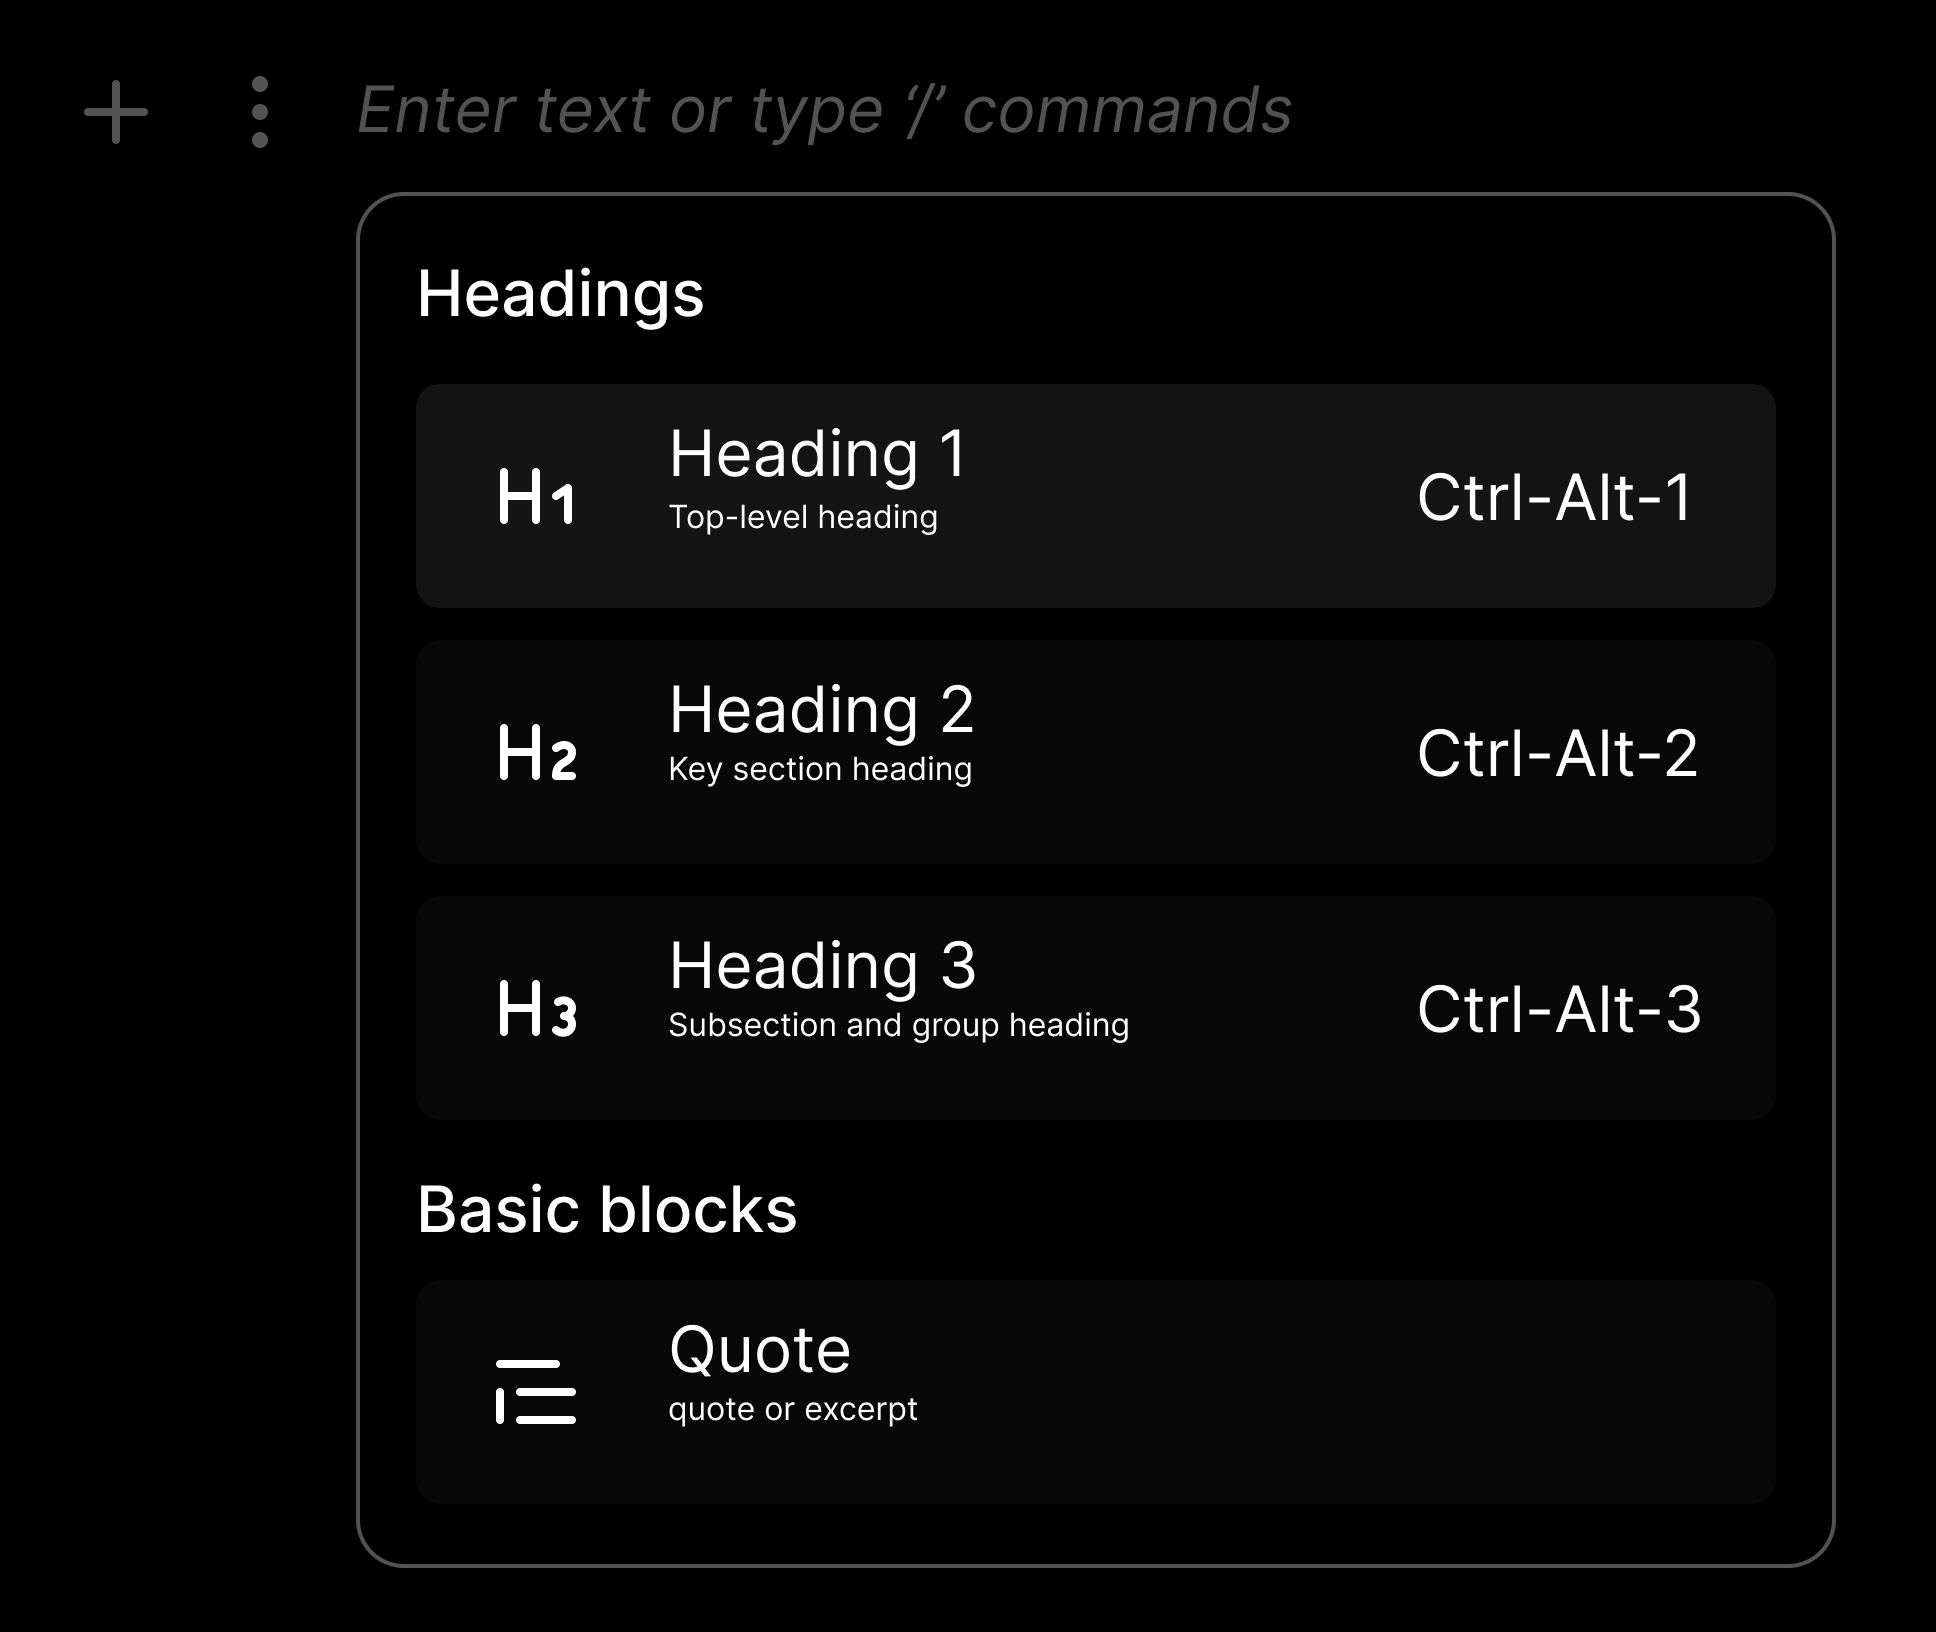 Enter text or type ‘/’ commands
Headings
H1
Heading 1
Top-level heading
Ctrl-Alt-1
H2
Heading 2
Key section heading
Ctrl-Alt-2
H3
Heading 3
Subsection and group heading
Ctrl-Alt-3
Basic blocks
Quote
quote or excerpt